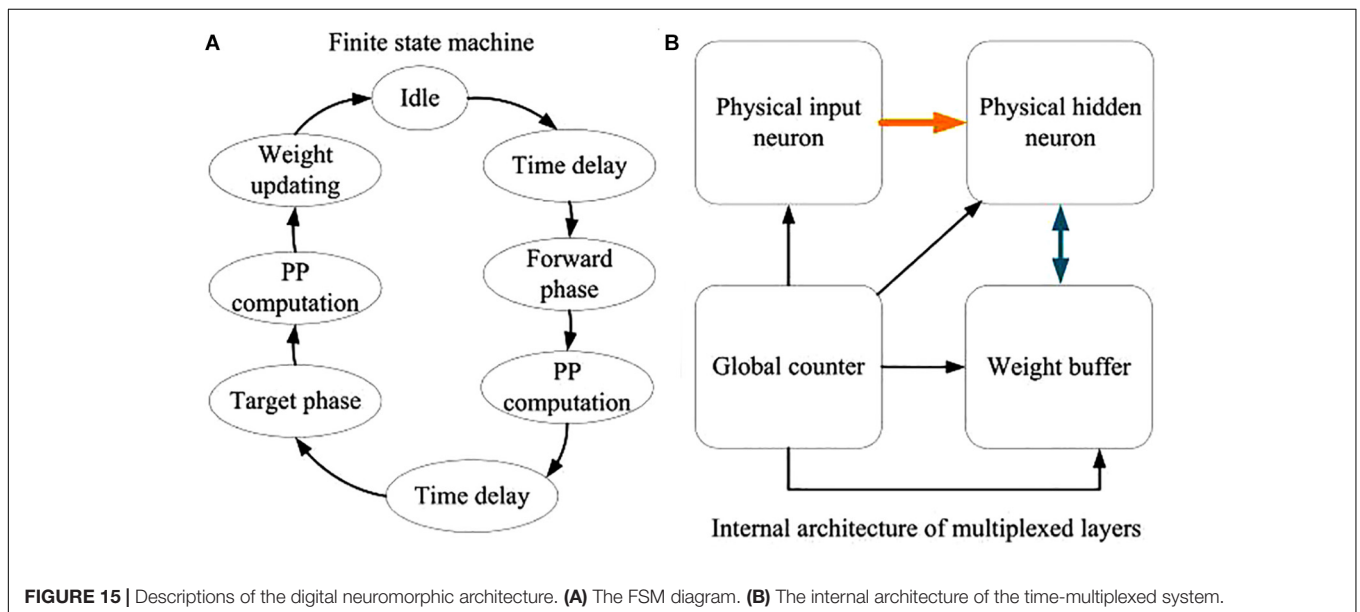 A
Finite state machine
Idle
Time delay
Forward
phase
PP
computation
Time delay
Target phase
PP
computation
Weight
updating
B
Physical input
neuron
Physical hidden
neuron
Global counter
Weight buffer
Internal architecture of multiplexed layers
FIGURE 15 | Descriptions of the digital neuromorphic architecture. (A) The FSM diagram. (B) The internal architecture of the time-multiplexed system.